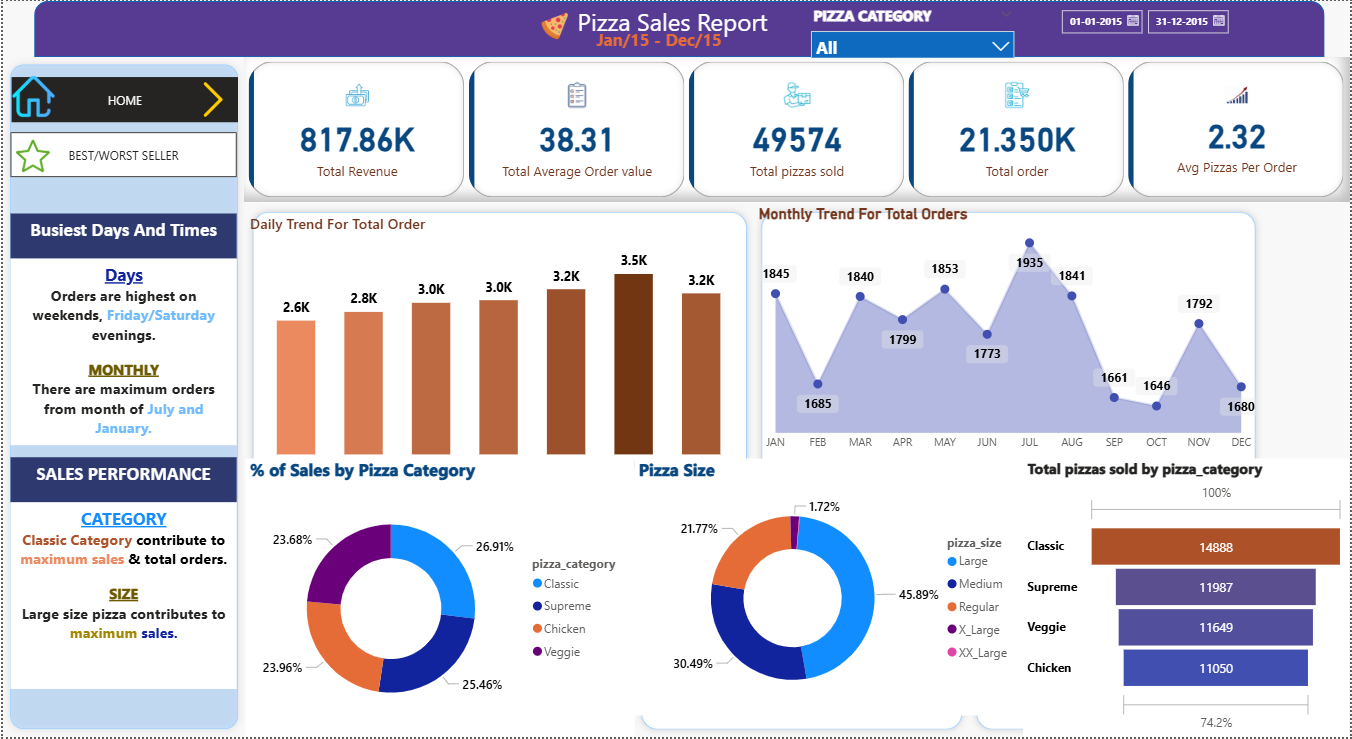 Pizza Sales Report
Jan/15 - Dec/15
PIZZA CATEGORY
All
01-01-2015
31-12-2015
HOME
BEST/WORST SELLER
817.86K
Total Revenue
38.31
Total Average Order value
49574
Total pizzas sold
21.350K
Total order
2.32
Avg Pizzas Per Order
Busiest Days And Times
Days
Orders are highest on
weekends, Friday/Saturday
evenings.
MONTHLY
There are maximum orders
from month of July and
January.
SALES PERFORMANCE
CATEGORY
Classic Category contribute to
maximum sales & total orders.
SIZE
Large size pizza contributes to
maximum sales.
Daily Trend For Total Order
2.6K
2.8K
3.0K
3.0K
3.2K
3.5K
3.2K
Monthly Trend For Total Orders
1845
1685
1840
1799
1853
1773
1935
1841
1661
1646
1792
1680
JAN FEB MAR APR MAY JUN JUL AUG SEP OCT NOV DEC
% of Sales by Pizza Category
26.91%
25.46%
23.96%
23.68%
pizza_category
Classic
Supreme
Chicken
Veggie
Pizza Size
1.72%
45.89%
30.49%
21.77%
pizza_size
Large
Medium
Regular
X_Large
XX_Large
Total pizzas sold by pizza_category
100%
Classic 14888
Supreme 11987
Veggie 11649
Chicken 11050
74.2%